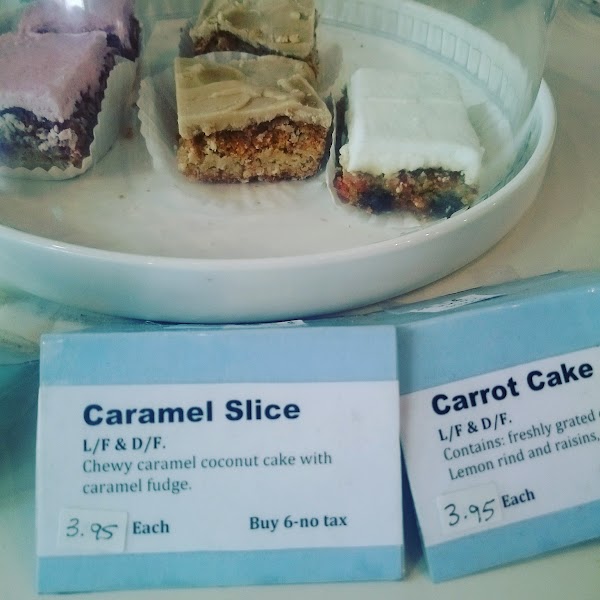 Caramel Slice
L/F & D/F.
Chewy caramel coconut cake with
caramel fudge.
3.95 Each
Buy 6-no tax
Carrot Cake
L/F & D/F.
Contains: freshly grated
Lemon rind and raisins,
3.95 Each